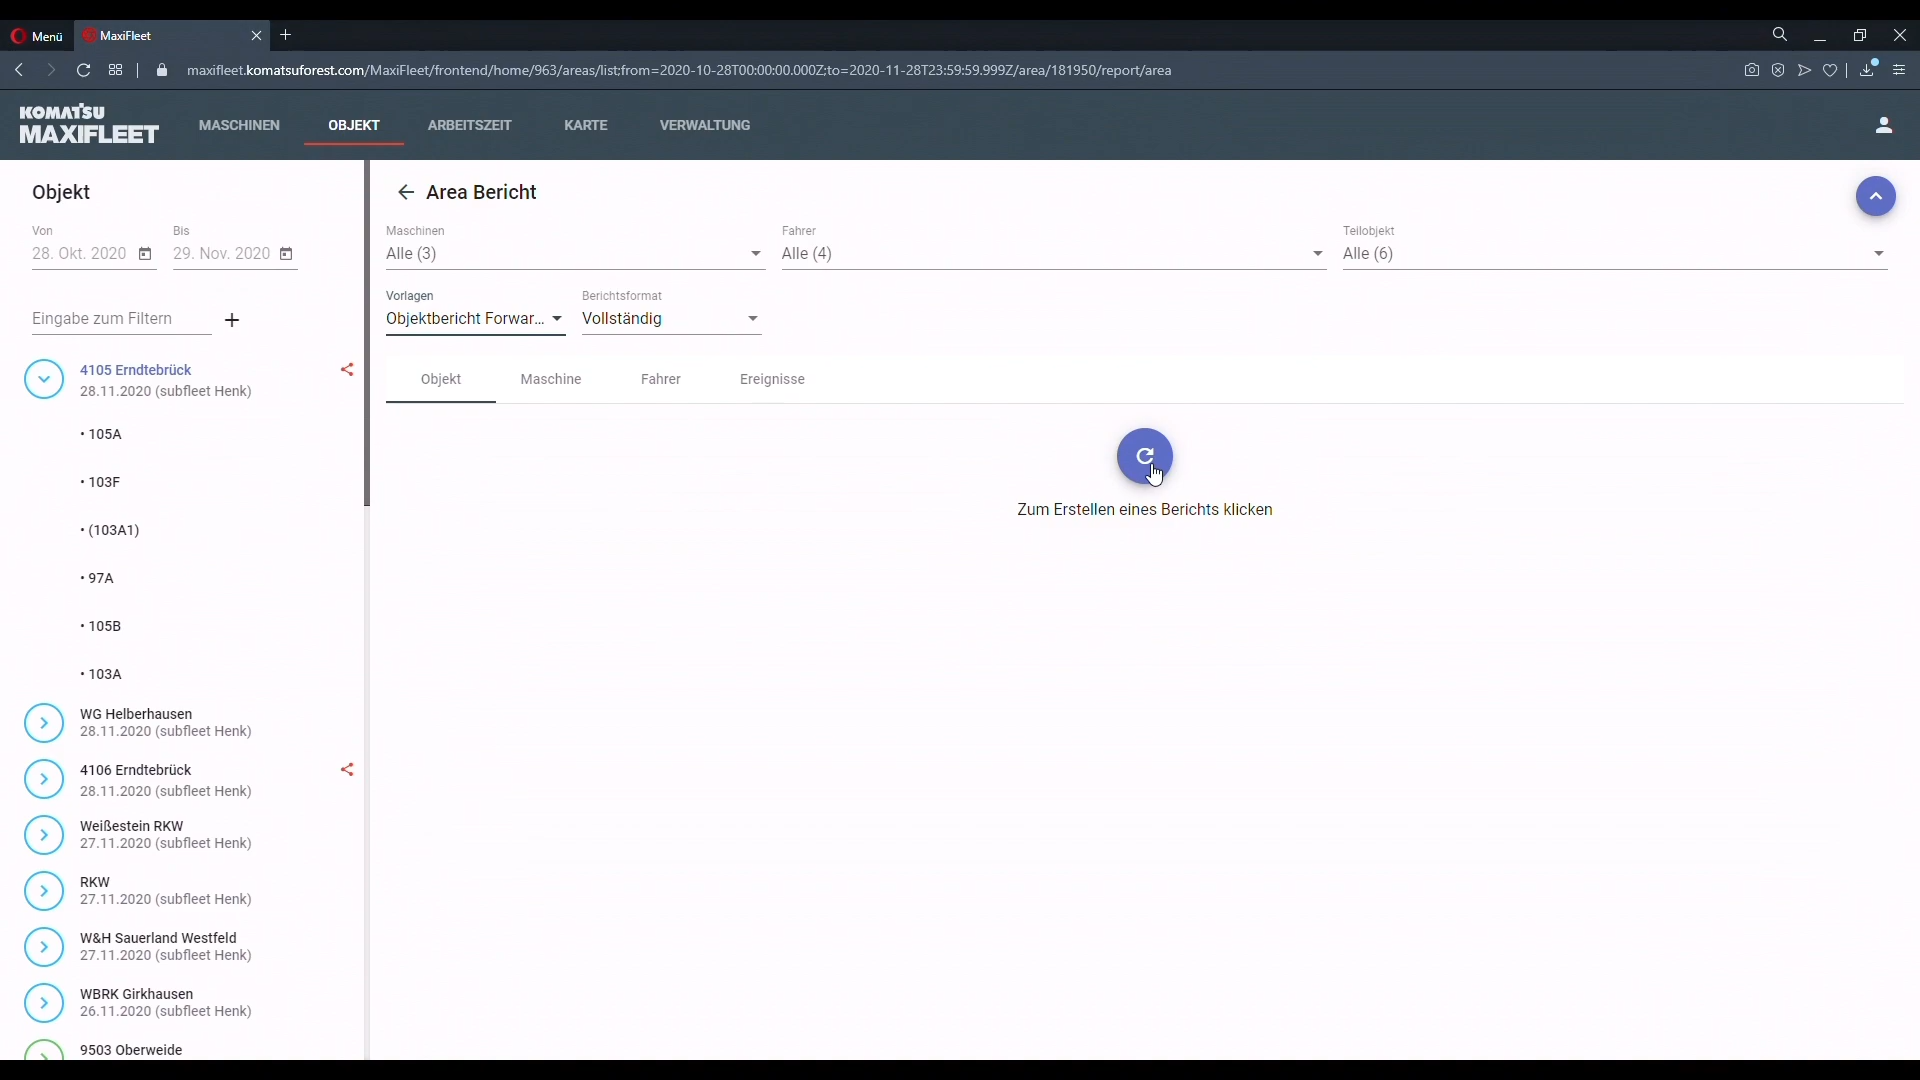 Menü
MaxiFleet
maxifleet.komatsuforest.com/MaxiFleet/frontend/home/963/areas/list;from=2020-10-28T00:00:00.000Z;to=2020-11-28T23:59:59.999Z/area/181950/report/area
KOMATSU
MAXIFLEET
MASCHINEN
OBJEKT
ARBEITSZEIT
KARTE
VERWALTUNG
Objekt
Von
28. Okt. 2020
Bis
29. Nov. 2020
Eingabe zum Filtern
4105 Erndtebrück
28.11.2020 (subfleet Henk)
• 105A
• 103F
• (103A1)
• 97A
• 105B
• 103A
WG Helberhausen
28.11.2020 (subfleet Henk)
4106 Erndtebrück
28.11.2020 (subfleet Henk)
Weißestein RKW
27.11.2020 (subfleet Henk)
RKW
27.11.2020 (subfleet Henk)
W&H Sauerland Westfeld
27.11.2020 (subfleet Henk)
WBRK Girkhausen
26.11.2020 (subfleet Henk)
9503 Oberweide
Area Bericht
Maschinen
Alle (3)
Fahrer
Alle (4)
Teilobjekt
Alle (6)
Vorlagen
Objektbericht Forwar...
Berichtsformat
Vollständig
Objekt
Maschine
Fahrer
Ereignisse
Zum Erstellen eines Berichts klicken